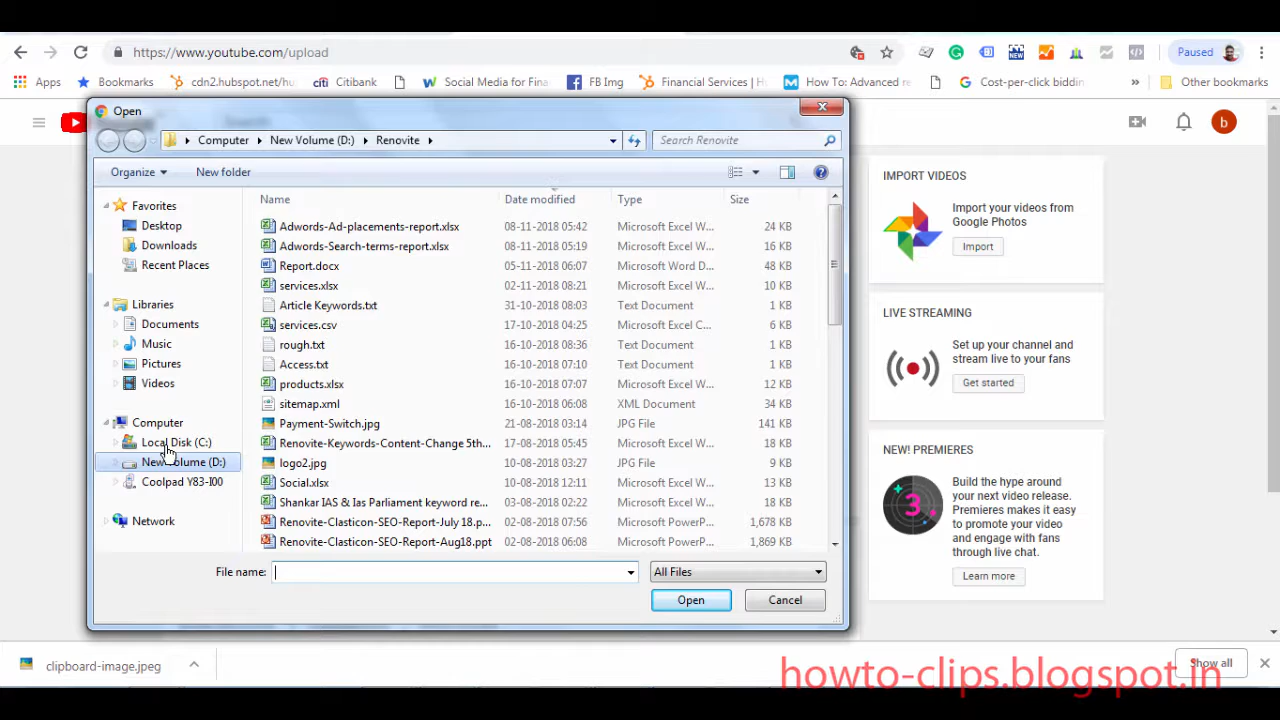 https://www.youtube.com/upload
Paused
Apps
Bookmarks
cdn2.hubspot.net/hu
Citibank
Social Media for Fina
FB Img
Financial Services | H
How To: Advanced re
Cost-per-click biddin
»
Other bookmarks
Open
Computer
New Volume (D:)
Renovite
Search Renovite
Organize
New folder
Favorites
Desktop
Downloads
Recent Places
Libraries
Documents
Music
Pictures
Videos
Computer
Local Disk (C:)
New Volume (D:)
Coolpad Y83-I00
Network
Name Date modified Type Size
Adwords-Ad-placements-report.xlsx 08-11-2018 05:42 Microsoft Excel W... 24 KB
Adwords-Search-terms-report.xlsx 08-11-2018 05:19 Microsoft Excel W... 16 KB
Report.docx 05-11-2018 06:07 Microsoft Word D... 48 KB
services.xlsx 02-11-2018 08:21 Microsoft Excel W... 10 KB
Article Keywords.txt 31-10-2018 08:03 Text Document 1 KB
services.csv 17-10-2018 04:25 Microsoft Excel C... 6 KB
rough.txt 16-10-2018 08:36 Text Document 1 KB
Access.txt 16-10-2018 07:10 Text Document 1 KB
products.xlsx 16-10-2018 07:07 Microsoft Excel W... 12 KB
sitemap.xml 16-10-2018 06:08 XML Document 34 KB
Payment-Switch.jpg 21-08-2018 03:14 JPG File 141 KB
Renovite-Keywords-Content-Change 5th... 17-08-2018 05:45 Microsoft Excel W... 18 KB
logo2.jpg 10-08-2018 03:27 JPG File 9 KB
Social.xlsx 10-08-2018 12:11 Microsoft Excel W... 13 KB
Shankar IAS & Ias Parliament keyword re... 03-08-2018 02:22 Microsoft Excel W... 18 KB
Renovite-Clasticon-SEO-Report-July 18.p... 02-08-2018 07:56 Microsoft PowerP... 1,678 KB
Renovite-Clasticon-SEO-Report-Aug18.ppt 02-08-2018 06:08 Microsoft PowerP... 1,869 KB
File name:
All Files
Open
Cancel
b
IMPORT VIDEOS
Import your videos from
Google Photos
Import
LIVE STREAMING
Set up your channel and
stream live to your fans
Get started
NEW! PREMIERES
3
Build the hype around
your next video release.
Premieres makes it easy
to promote your video
and engage with fans
through live chat.
Learn more
clipboard-image.jpeg
Show all
howto-clips.blogspot.in